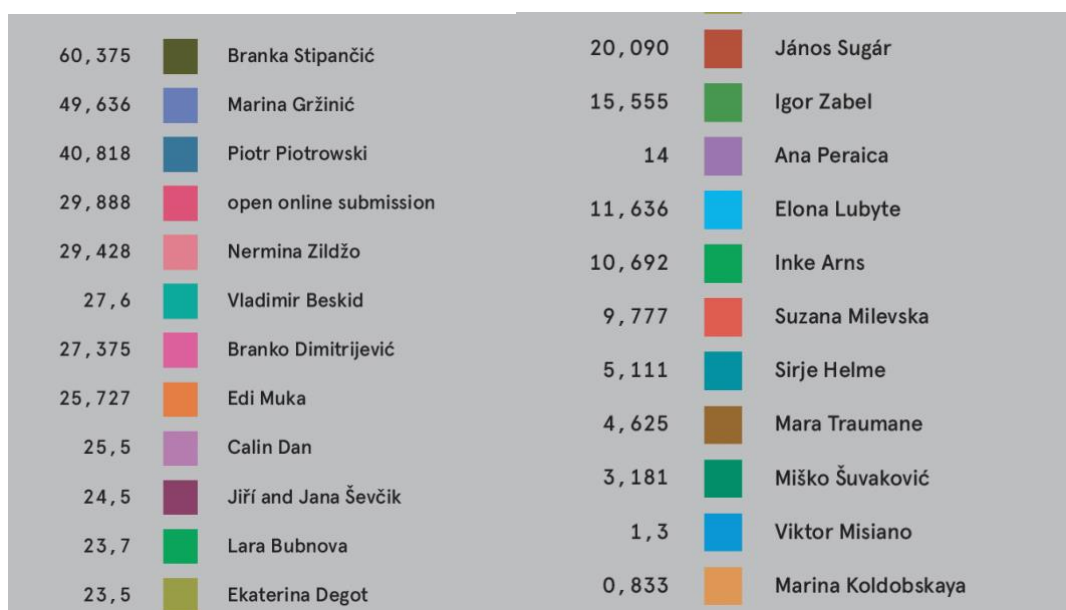 60,375 Branka Stipančić
49,636 Marina Gržinić
40,818 Piotr Piotrowski
29,888 open online submission
29,428 Nermina Zildžo
27,6 Vladimir Beskid
27,375 Branko Dimitrijević
25,727 Edi Muka
25,5 Calin Dan
24,5 Jiří and Jana Ševčik
23,7 Lara Bubnova
23,5 Ekaterina Degot
20,090 János Sugár
15,555 Igor Zabel
14 Ana Peraica
11,636 Elona Lubyte
10,692 Inke Arns
9,777 Suzana Milevska
5,111 Sirje Helme
4,625 Mara Traumane
3,181 Miško Šuvaković
1,3 Viktor Misiano
0,833 Marina Koldobskaya